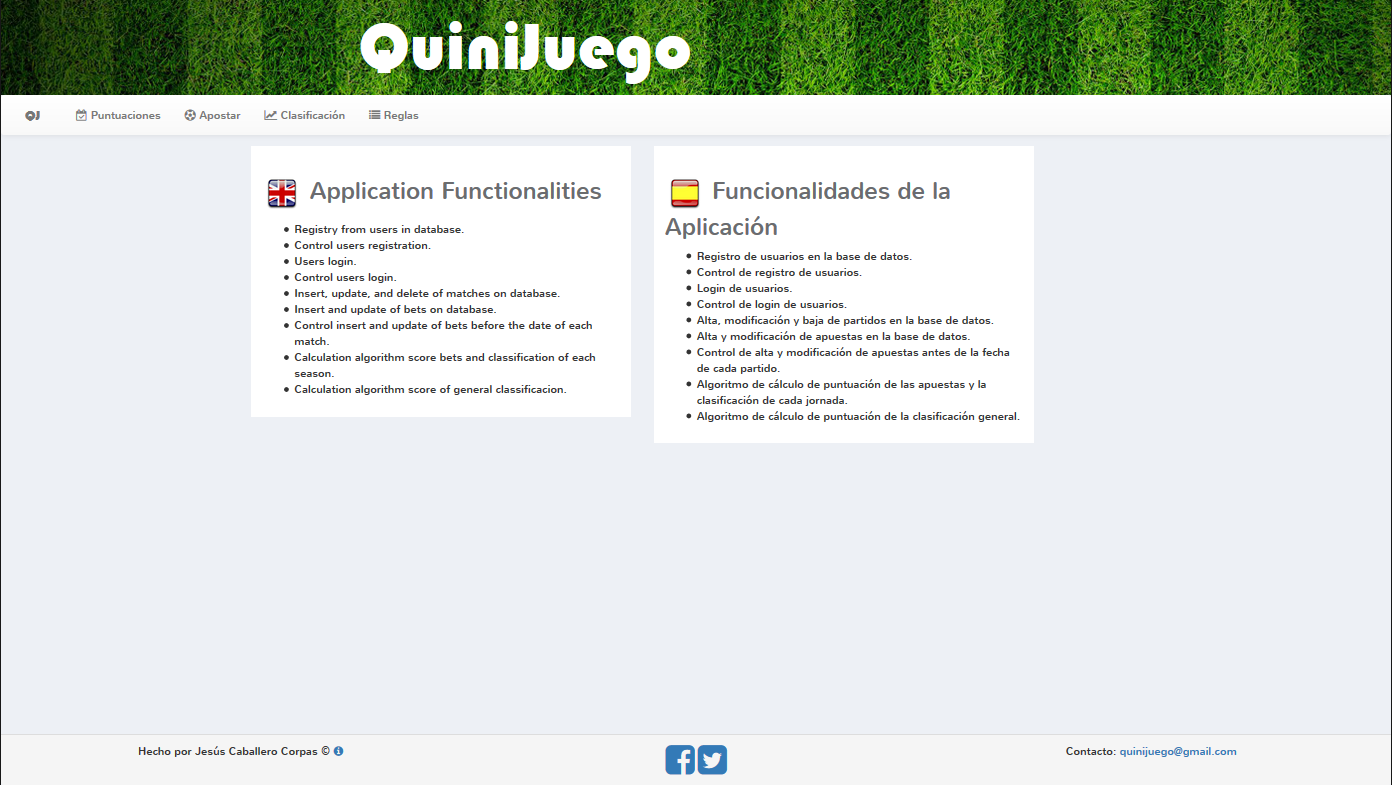 QuiniJuego
QJ Puntuaciones Apostar Clasificación Reglas
Application Functionalities
Registry from users in database.
Control users registration.
Users login.
Control users login.
Insert, update, and delete of matches on database.
Insert and update of bets on database.
Control insert and update of bets before the date of each
match.
Calculation algorithm score bets and classification of each
season.
Calculation algorithm score of general classificacion.
Funcionalidades de la
Aplicación
Registro de usuarios en la base de datos.
Control de registro de usuarios.
Login de usuarios.
Control de login de usuarios.
Alta, modificación y baja de partidos en la base de datos.
Alta y modificación de apuestas en la base de datos.
Control de alta y modificación de apuestas antes de la fecha
de cada partido.
Algoritmo de cálculo de puntuación de las apuestas y la
clasificación de cada jornada.
Algoritmo de cálculo de puntuación de la clasificación general.
Hecho por Jesús Caballero Corpas ©
Contacto: quinijuego@gmail.com